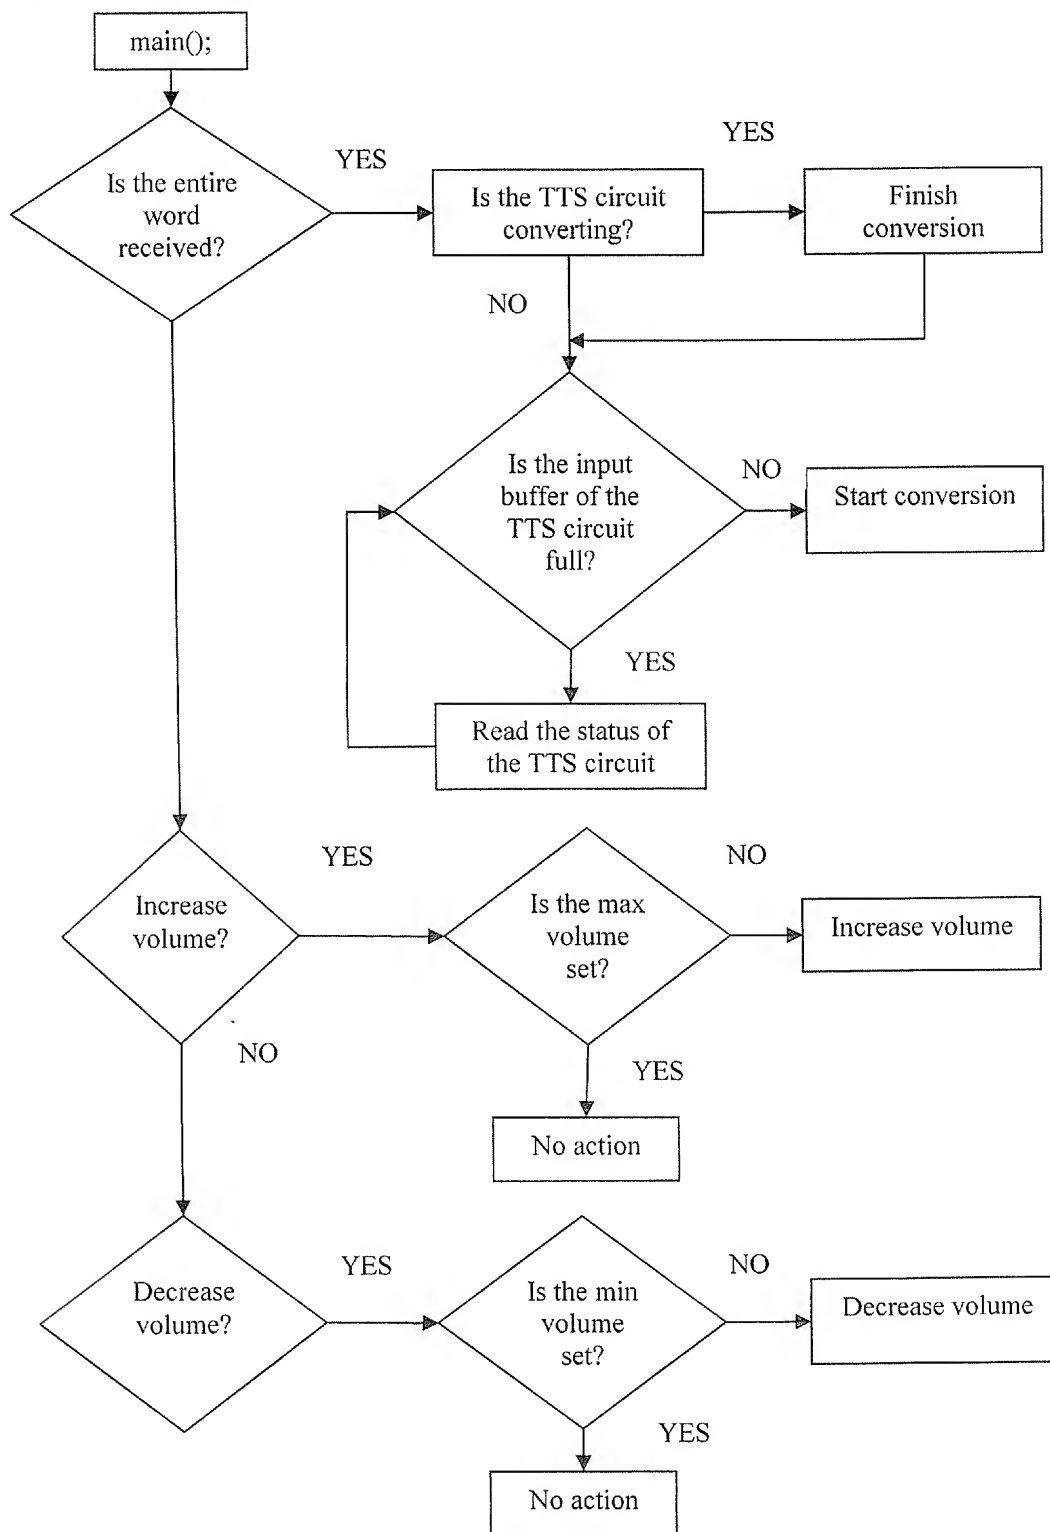 main();
YES
YES
Is the entire
word
received?
Is the TTS circuit
converting?
Finish
conversion
NO
Is the input
buffer of the
TTS circuit
full?
NO
Start conversion
YES
Read the status of
the TTS circuit
YES
NO
Increase
volume?
Is the max
volume
set?
Increase volume
NO
YES
No action
YES
NO
Decrease
volume?
Is the min
volume
set?
Decrease volume
YES
No action